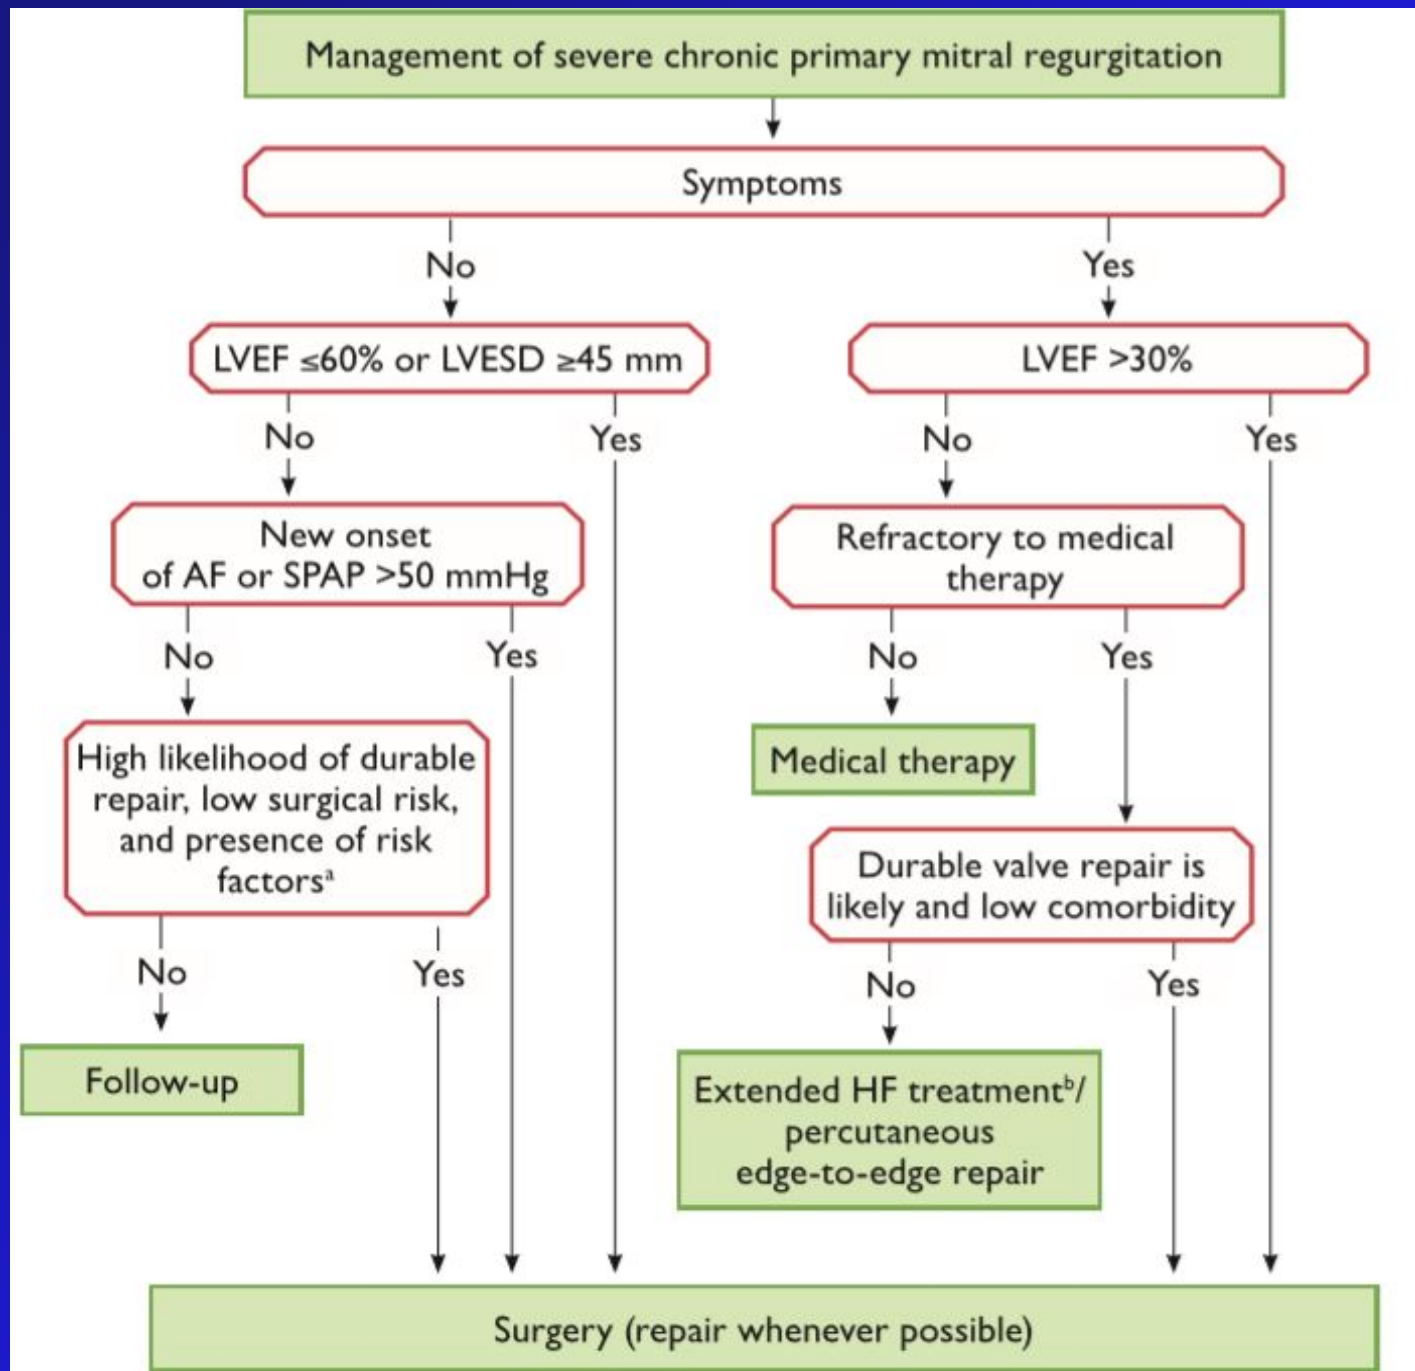 Management of severe chronic primary mitral regurgitation
Symptoms
No
Yes
LVEF ≤60% or LVESD ≥45 mm
LVEF >30%
No
Yes
No
Yes
New onset
of AF or SPAP >50 mmHg
Refractory to medical
therapy
No
Yes
No
Yes
High likelihood of durable
repair, low surgical risk,
and presence of risk
factorsª
Medical therapy
Durable valve repair is
likely and low comorbidity
No
Yes
No
Yes
Follow-up
Extended HF treatmentᵇ/
percutaneous
edge-to-edge repair
Surgery (repair whenever possible)